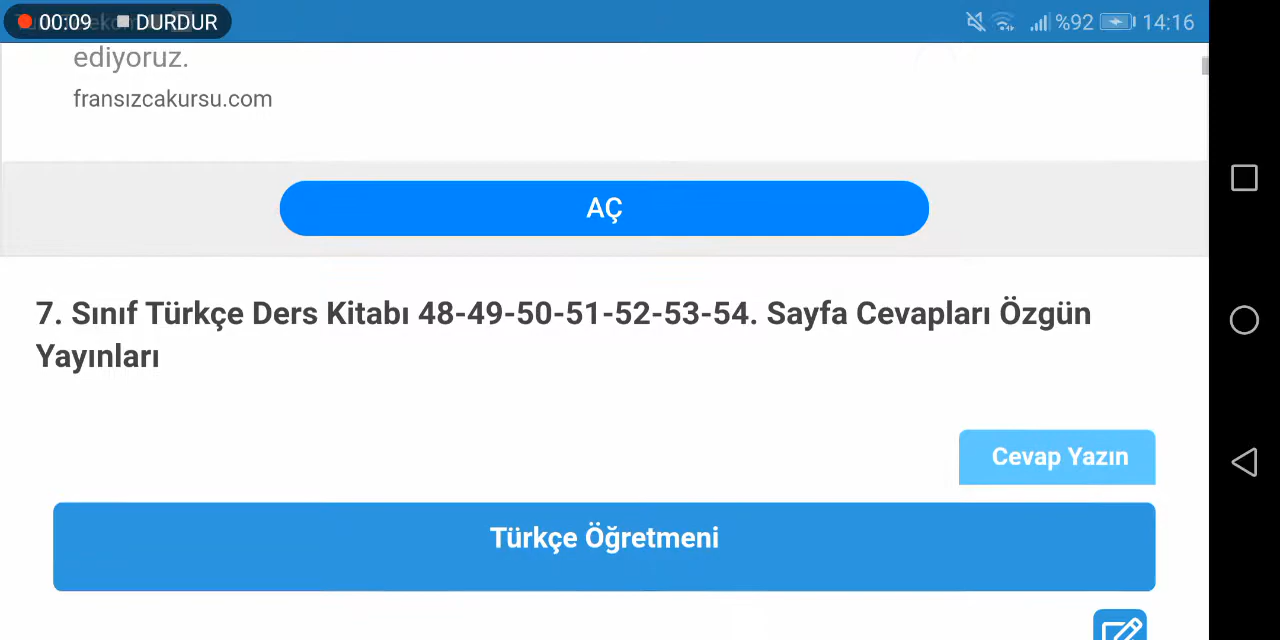 00:09 DURDUR %92 14:16
ediyoruz.
fransızcakursu.com
AÇ
7. Sınıf Türkçe Ders Kitabı 48-49-50-51-52-53-54. Sayfa Cevapları Özgün
Yayınları
Cevap Yazın
Türkçe Öğretmeni